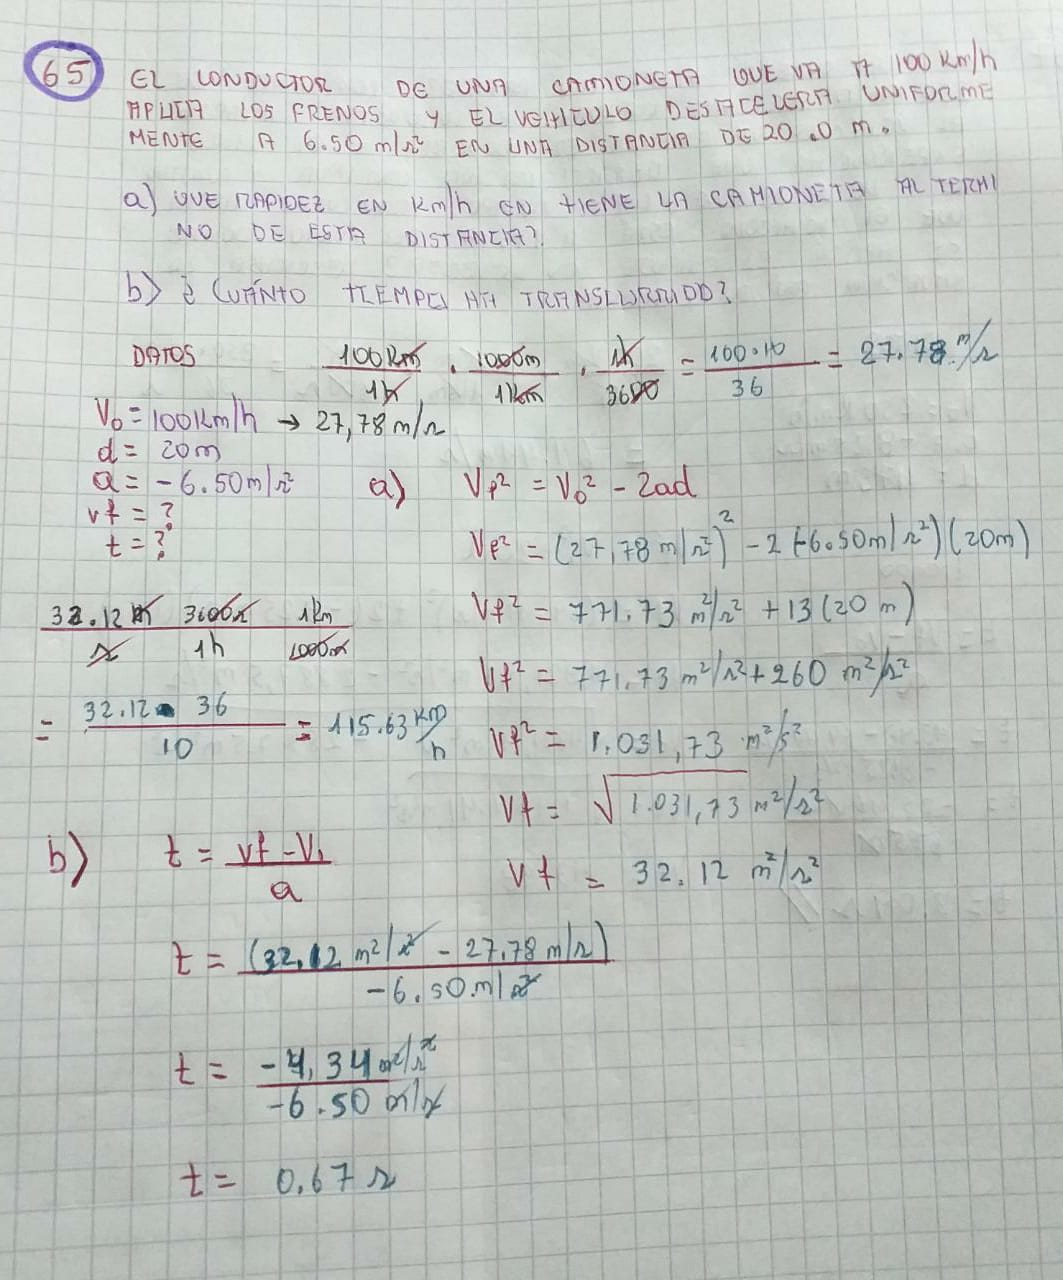 65
EL CONDUCTOR DE UNA CAMIONETA QUE VA A 100 Km/h
APLICA LOS FRENOS Y EL VEHICULO DESACELERA UNIFORME
MENTE A 6.50 m/s² EN UNA DISTANCIA DE 20.0 m.
a) QUE RAPIDEZ EN Km/h EN TIENE LA CAMIONETA AL TERMI
NO DE ESTA DISTANCIA?
b) ¿ CUÁNTO TIEMPO HA TRANSCURRIDO?
DATOS
100Km/1h . 1000m/1Km . 1h/3600 = 100.10/36 = 27.78 m/s
V₀ = 100Km/h → 27,78 m/s
d = 20m
a = -6.50m/s²
vf = ?
t = ?
a) Vf² = V₀² - 2ad
Vf² = (27,78 m/s²)² - 2 (-6.50m/s²)(20m)
Vf² = 771.73 m²/s² + 13 (20 m)
Vf² = 771,73 m²/s² + 260 m²/s²
Vf² = 1.031,73 m²/s²
Vf = √1.031,73 m²/s²
Vf = 32.12 m²/s²
32.12 m/s 3600s/1h 1Km/1000m
= 32.12 . 36/10 = 115.63 Km/h
b) t = vf - V₁/a
t = (32.12 m²/s² - 27.78 m/s)/-6.50 m/s²
t = -4,34 m²/s²/-6.50 m/s
t = 0.67 s